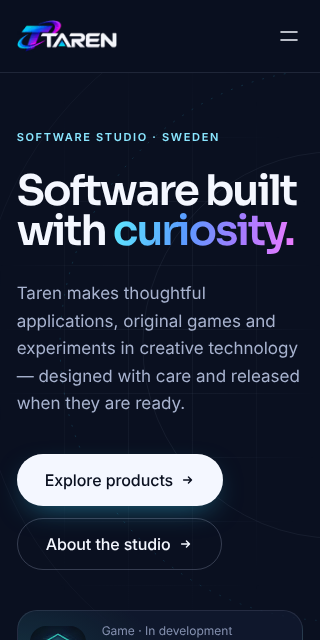 TAREN
SOFTWARE STUDIO · SWEDEN
Software built
with curiosity.
Taren makes thoughtful
applications, original games and
experiments in creative technology
— designed with care and released
when they are ready.
Explore products →
About the studio →
Game · In development